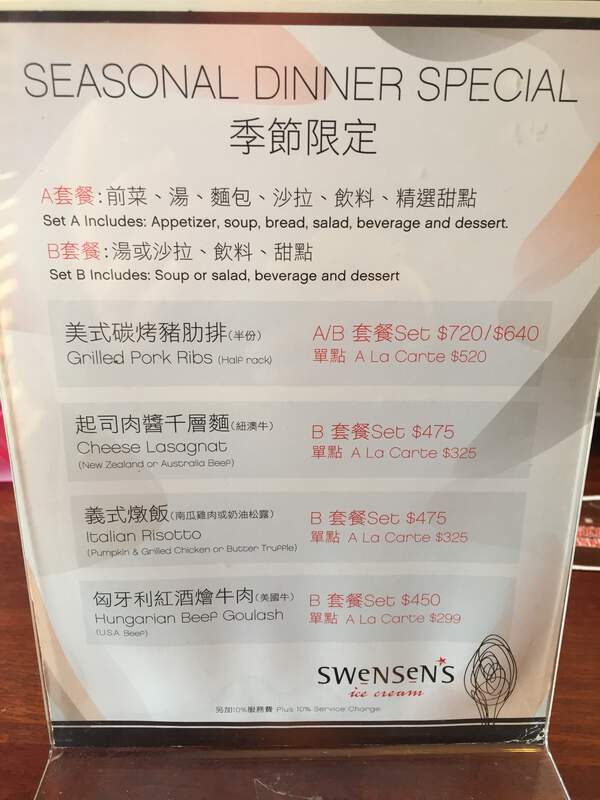 SEASONAL DINNER SPECIAL
季節限定
A套餐:前菜、湯、麵包、沙拉、飲料、精選甜點
Set A Includes: Appetizer, soup, bread, salad, beverage and dessert.
B套餐:湯或沙拉、飲料、甜點
Set B Includes: Soup or salad, beverage and dessert
美式碳烤豬肋排(半份) A/B 套餐Set $720/$640
Grilled Pork Ribs (Half rack) 單點 A La Carte $520
起司肉醬千層麵(紐澳牛) B 套餐Set $475
Cheese Lasagnat 單點 A La Carte $325
(New Zealand or Australia Beef)
義式燉飯(南瓜雞肉或奶油松露) B 套餐Set $475
Italian Risotto 單點 A La Carte $325
(Pumpkin & Grilled Chicken or Butter Truffle)
匈牙利紅酒燴牛肉(美國牛) B 套餐Set $450
Hungarian Beef Goulash 單點 A La Carte $299
(U.S.A. Beef)
SWENSEN'S
ice cream
另加10%服務費 Plus 10% Service Charge.